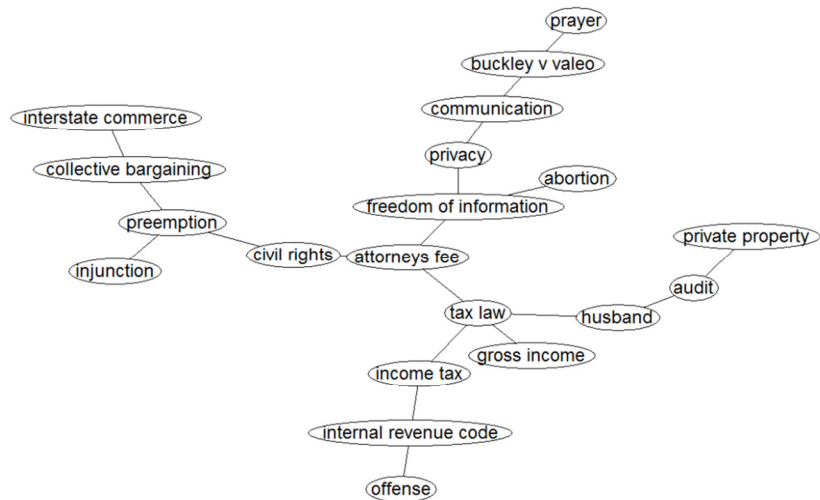 prayer
buckley v valeo
communication
interstate commerce
privacy
collective bargaining
abortion
freedom of information
preemption
private property
civil rights
attorneys fee
injunction
audit
tax law
husband
gross income
income tax
internal revenue code
offense